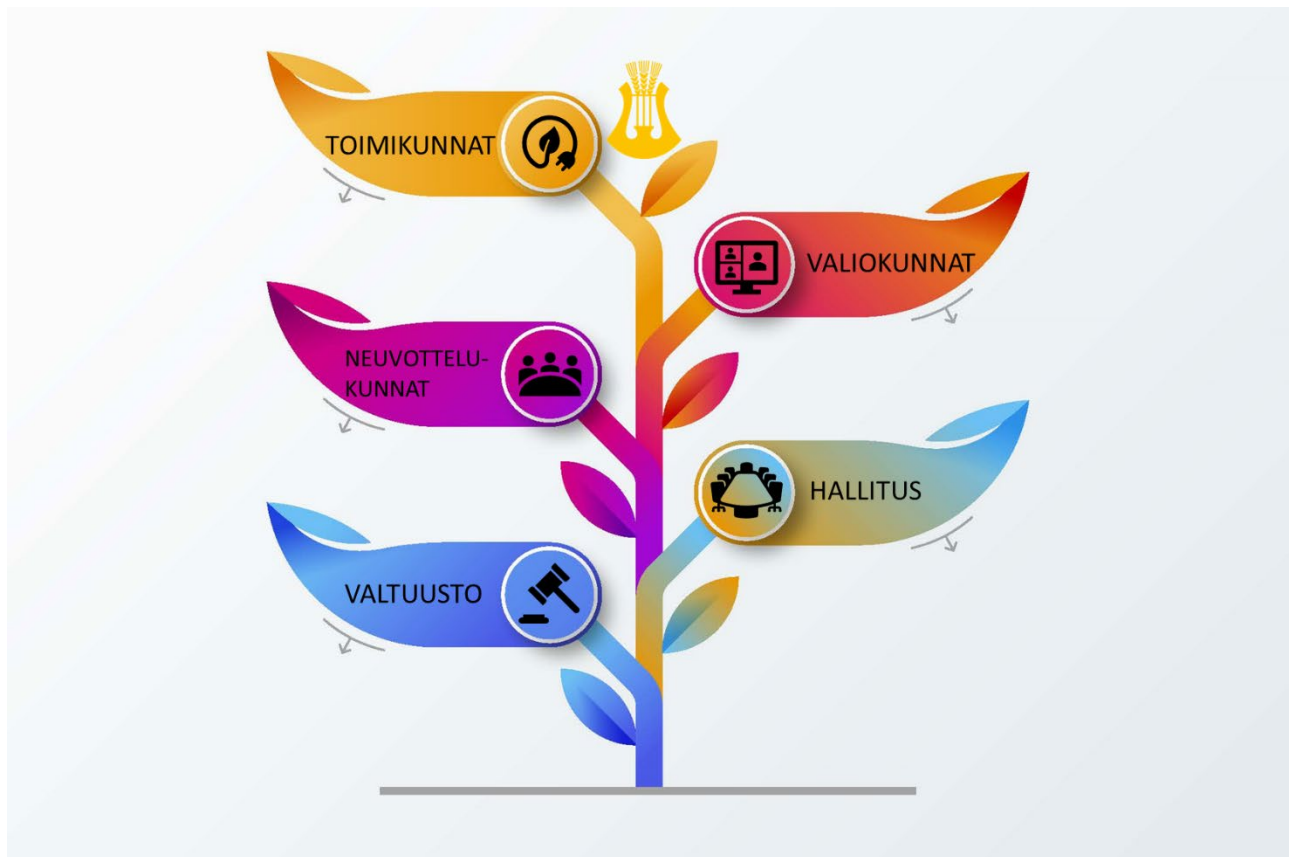 TOIMIKUNNAT
VALIOKUNNAT
NEUVOTTELU-
KUNNAT
HALLITUS
VALTUUSTO